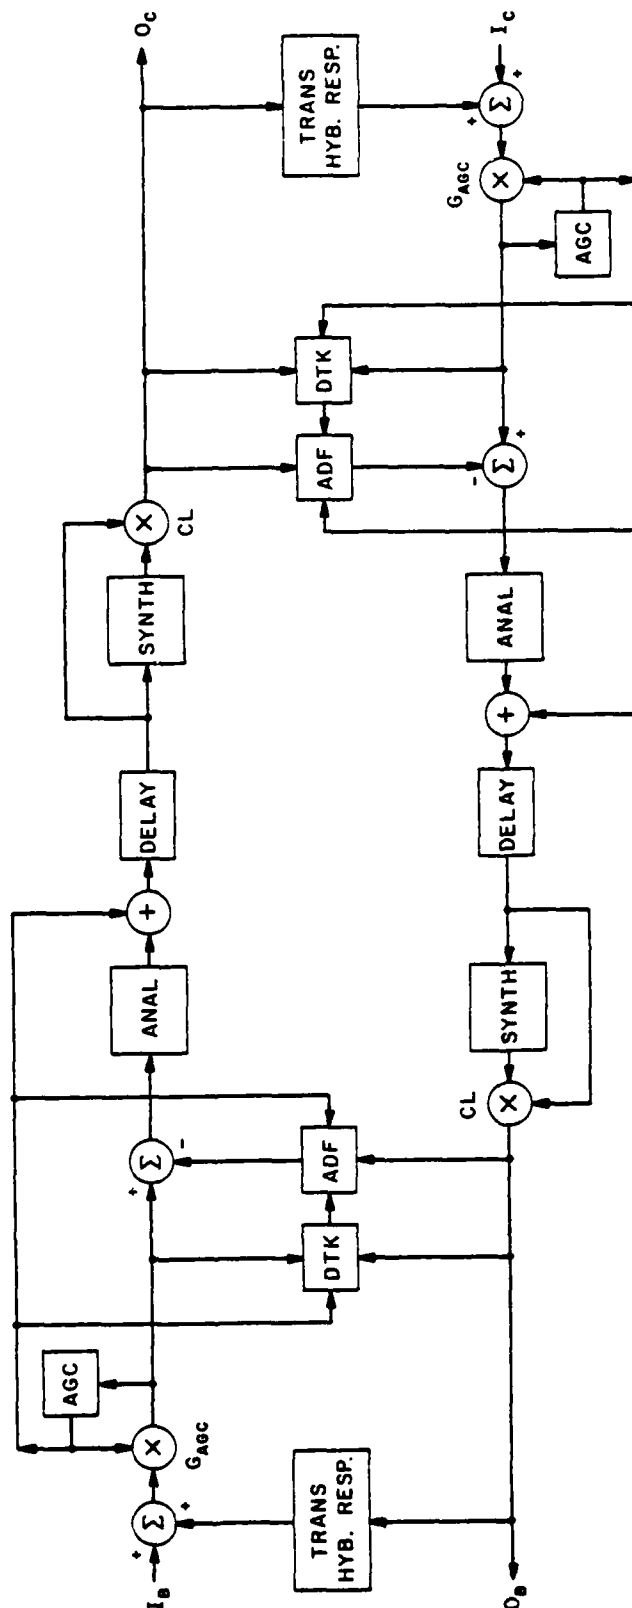 AGC
I_B
+
Σ
+
×
G_AGC
+
Σ
-
ANAL
+
DELAY
SYNTH
×
CL
O_C
TRANS
HYB. RESP.
DTK
ADF
ADF
DTK
TRANS
HYB. RESP.
O_B
CL
×
SYNTH
DELAY
+
ANAL
-
Σ
+
G_AGC
×
AGC
+
Σ
+
I_C